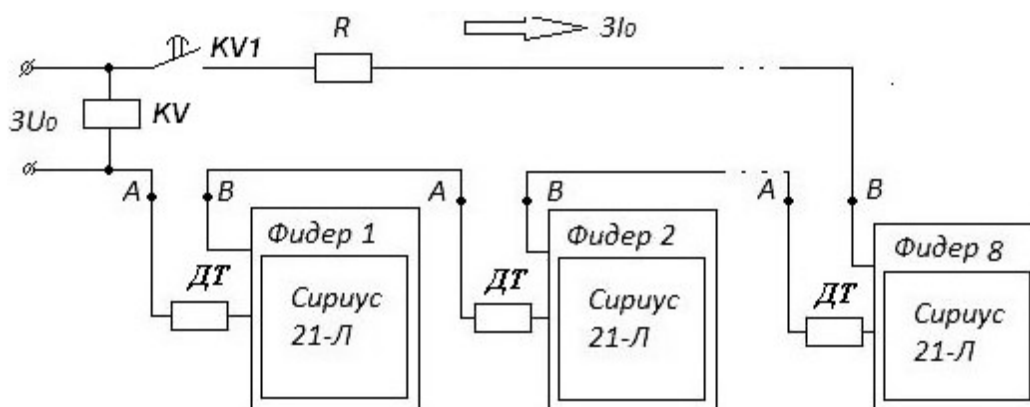 R
3I₀
KV1
KV
3U₀
A B A B A B
Фидер 1 Фидер 2 Фидер 8
ДТ ДТ ДТ
Сириус 21-Л
Сириус 21-Л
Сириус 21-Л